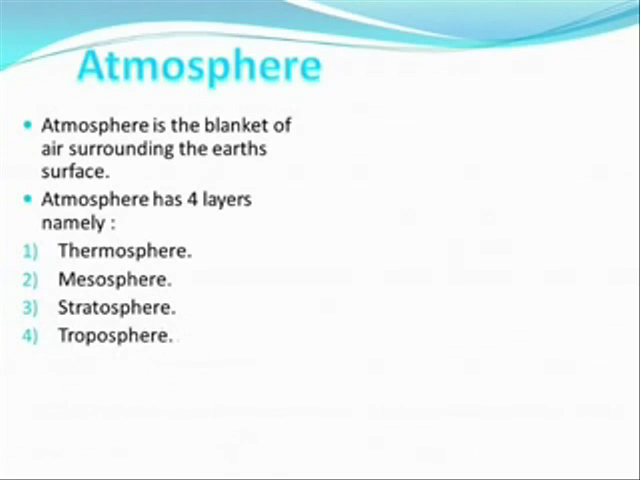 Atmosphere
• Atmosphere is the blanket of
air surrounding the earths
surface.
• Atmosphere has 4 layers
namely :
1) Thermosphere.
2) Mesosphere.
3) Stratosphere.
4) Troposphere.